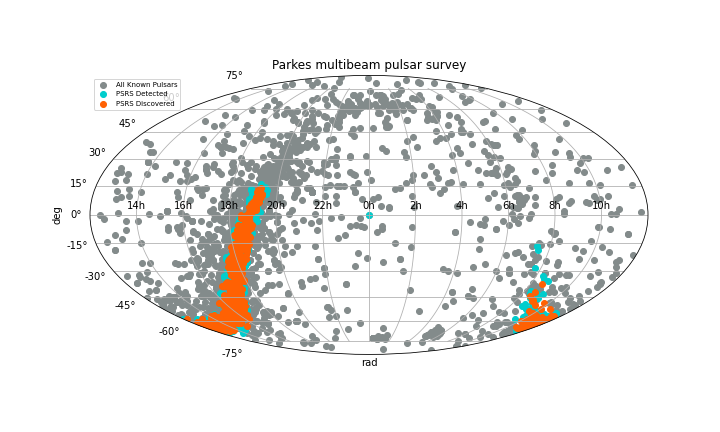 Parkes multibeam pulsar survey
All Known Pulsars
PSRS Detected
PSRS Discovered
75°
45°
30°
15°
0°
-15°
-30°
-45°
-60°
-75°
14h 16h 18h 20h 22h 0h 2h 4h 6h 8h 10h
deg
rad